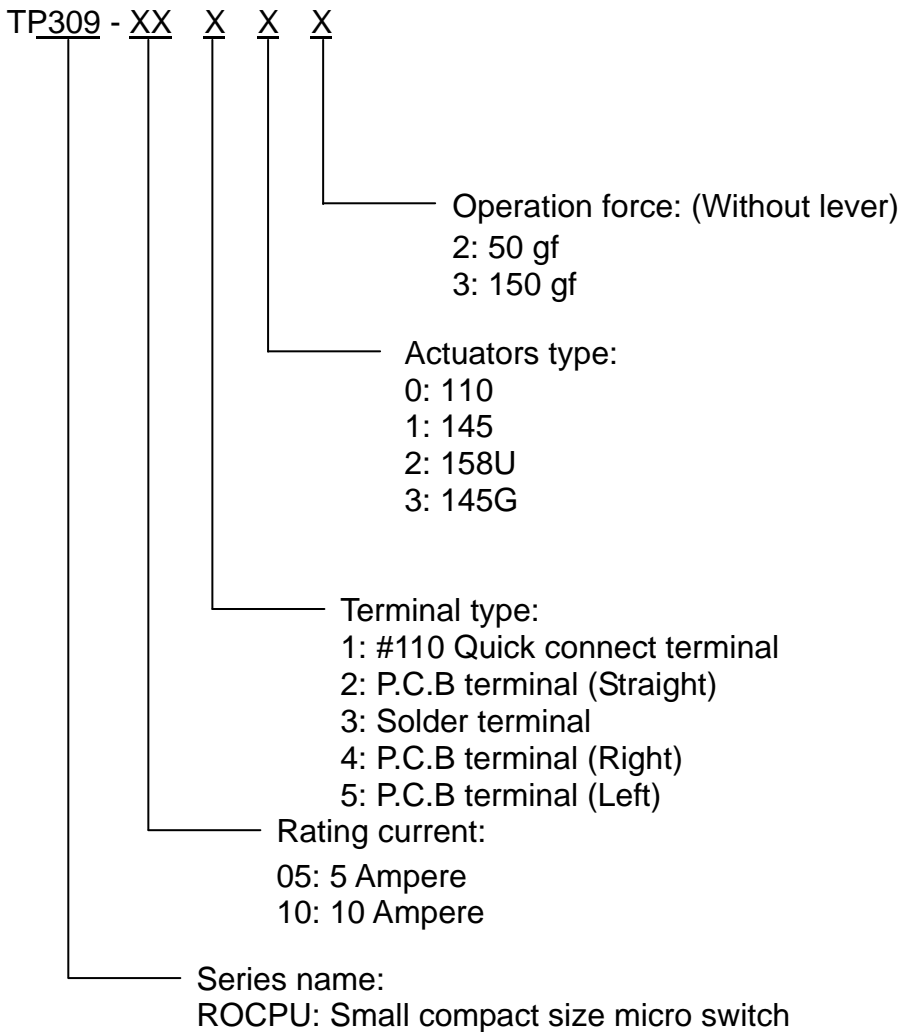 TP309 - XX X X X
Operation force: (Without lever)
2: 50 gf
3: 150 gf
Actuators type:
0: 110
1: 145
2: 158U
3: 145G
Terminal type:
1: #110 Quick connect terminal
2: P.C.B terminal (Straight)
3: Solder terminal
4: P.C.B terminal (Right)
5: P.C.B terminal (Left)
Rating current:
05: 5 Ampere
10: 10 Ampere
Series name:
ROCPU: Small compact size micro switch